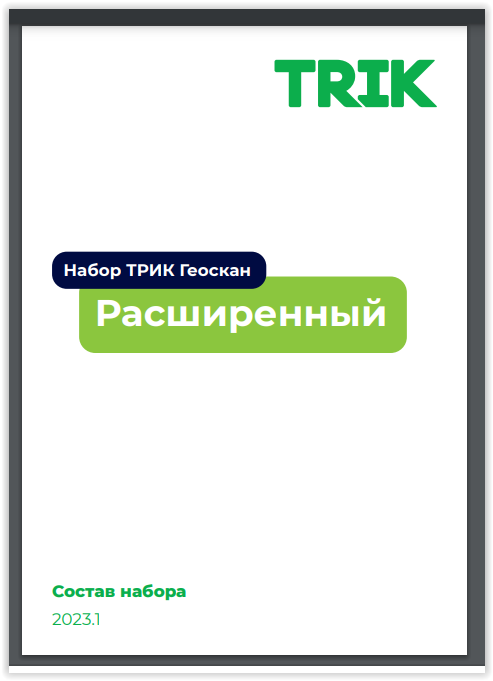 TRIK
Набор ТРИК Геоскан
Расширенный
Состав набора
2023.1